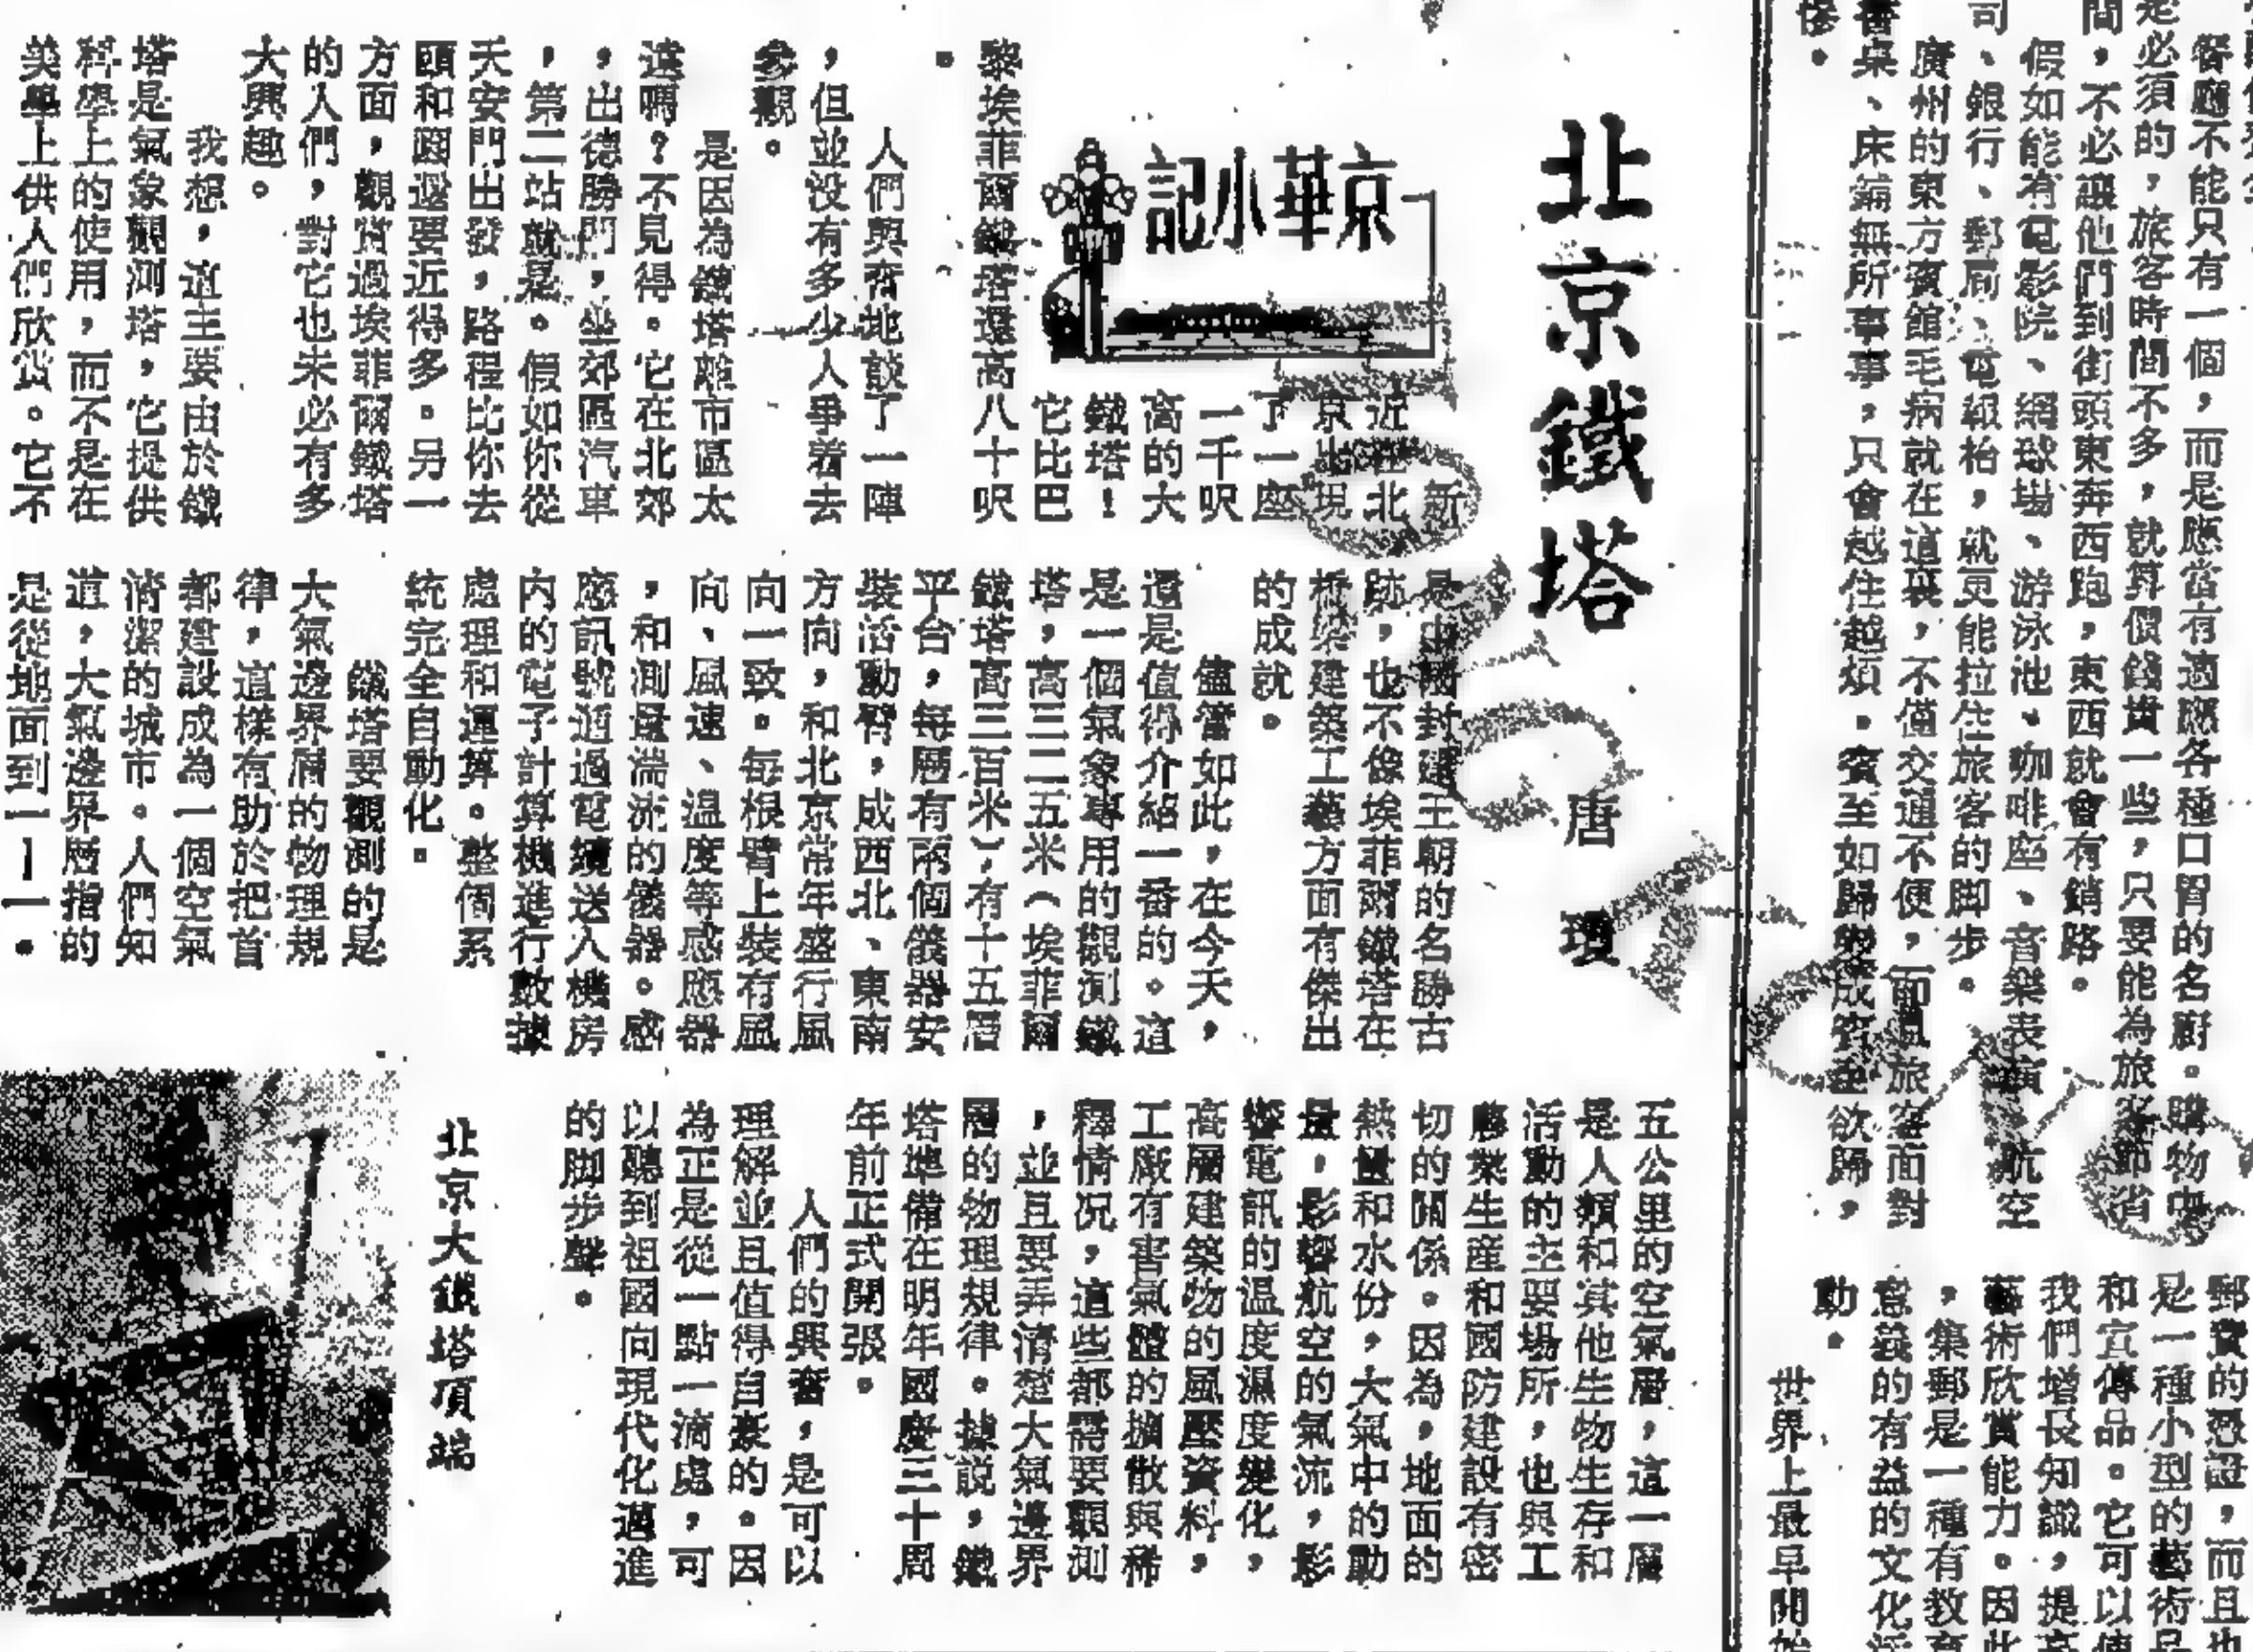 餐廳不能只有一個，而是應當有適應各種口胃的名廚。購物中
是必須的，旅客時間不多，就算價錢貴一些，只要能為旅客節省
間，不必讓他們到街頭東奔西跑，東西就會有銷路。
假如能有電影院、網球場、游泳池、咖啡座、音樂表演、航空
司、銀行、郵局、電報枱，就更能拉住旅客的脚步。
廣州的東方賓館毛病就在這裏，不僅交通不便，而且旅客面對
書桌、床鋪無所事事，只會越住越煩。賓至如歸變成賓至欲歸，
慘。
郵資的憑證，而且也
是一種小型的藝術品
和宣傳品。它可以使
我們增長知識，提高
藝術欣賞能力。因此
，集郵是一種有教育
意義的有益的文化活
動。
世界上最早開始
北京鐵塔
唐瓊
京華小記
新
近在北
京北坦
了一座
一千呎
高的大
鐵塔！
它比巴
黎埃菲爾鐵塔還高八十呎
。
人們興奮地談了一陣
，但並没有多少人爭着去
參觀。
是因為鐵塔離市區太
遠嗎？不見得。它在北郊
，出德勝門，坐郊區汽車
，第二站就是。假如你從
天安門出發，路程比你去
頤和園還要近得多。另一
方面，觀賞過埃菲爾鐵塔
的人們，對它也未必有多
大興趣。
我想，這主要由於鐵
塔是氣象觀測塔，它提供
科學上的使用，而不是在
美學上供人們欣賞。它不
是中國封建王朝的名勝古
跡，也不像埃菲爾鐵塔在
橋樑建築工藝方面有傑出
的成就。
儘管如此，在今天，
還是值得介紹一番的。這
是一個氣象專用的觀測鐵
塔，高三二五米（埃菲爾
鐵塔高三百米），有十五層
平台，每層有兩個儀器安
裝活動臂，成西北、東南
方向，和北京常年盛行風
向一致。每根臂上裝有風
向、風速、溫度等感應器
，和測量湍流的儀器。感
應訊號通過電纜送入機房
内的電子計算機進行數據
處理和運算。整個系
統完全自動化。
鐵塔要觀測的是
大氣邊界層的物理規
律，這樣有助於把首
都建設成為一個空氣
清潔的城市。人們知
道，大氣邊界層指的
是從地面到一—一·
五公里的空氣層，這一層
是人類和其他生物生存和
活動的主要場所，也與工
農業生産和國防建設有密
切的關係。因為，地面的
熱量和水份，大氣中的動
量，影響航空的氣流，影
響電訊的溫度濕度變化，
高層建築物的風壓資料，
工廠有害氣體的擴散與稀
釋情况，這些都需要觀測
，並且要弄清楚大氣邊界
層的物理規律。據説，鐵
塔地備在明年國慶三十周
年前正式開張。
人們的興奮，是可以
理解並且值得自豪的。因
為正是從一點一滴處，可
以聽到祖國向現代化邁進
的脚步聲。
北京大鐵塔頂端